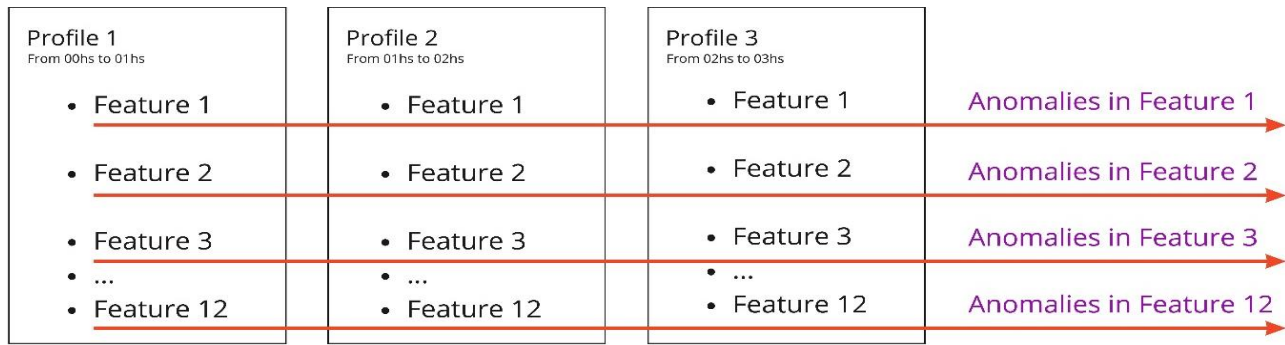 Profile 1
From 00hs to 01hs
• Feature 1
• Feature 2
• Feature 3
• ...
• Feature 12
Profile 2
From 01hs to 02hs
• Feature 1
• Feature 2
• Feature 3
• ...
• Feature 12
Profile 3
From 02hs to 03hs
• Feature 1
• Feature 2
• Feature 3
• ...
• Feature 12
Anomalies in Feature 1
Anomalies in Feature 2
Anomalies in Feature 3
Anomalies in Feature 12